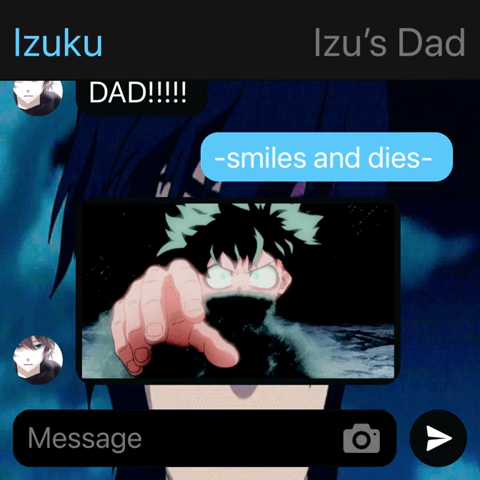 Izuku
Izu’s Dad
DAD!!!!!
-smiles and dies-
Message